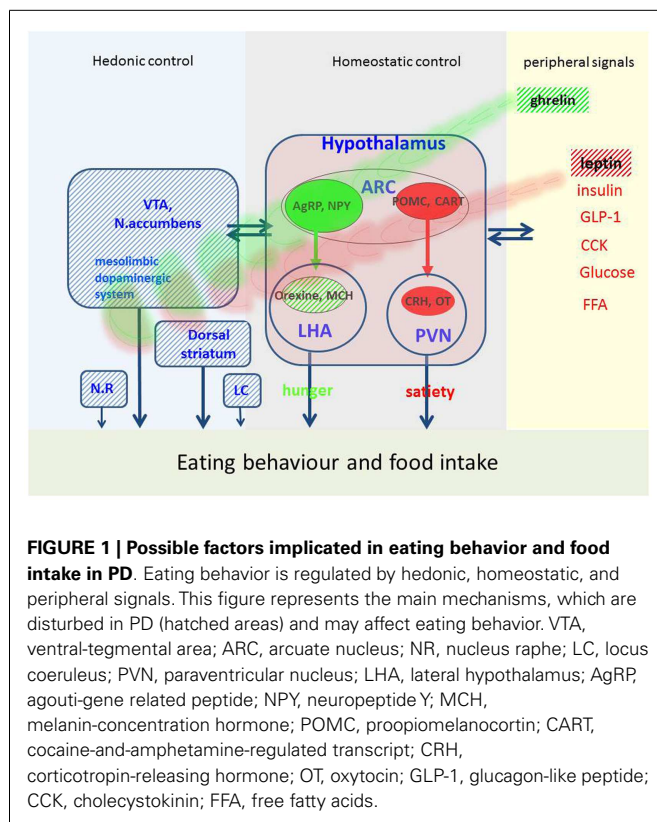 Hedonic control
Homeostatic control
peripheral signals
ghrelin
Hypothalamus
leptin
ARC
VTA,
N.accumbens
AgRP, NPY
POMC, CART
insulin
GLP-1
mesolimbic
dopaminergic
system
CCK
Glucose
Orexine, MCH
CRH, OT
FFA
LHA
PVN
Dorsal
striatum
N.R
LC
hunger
satiety
Eating behaviour and food intake
FIGURE 1 | Possible factors implicated in eating behavior and food
intake in PD. Eating behavior is regulated by hedonic, homeostatic, and
peripheral signals. This figure represents the main mechanisms, which are
disturbed in PD (hatched areas) and may affect eating behavior. VTA,
ventral-tegmental area; ARC, arcuate nucleus; NR, nucleus raphe; LC, locus
coeruleus; PVN, paraventricular nucleus; LHA, lateral hypothalamus; AgRP,
agouti-gene related peptide; NPY, neuropeptide Y; MCH,
melanin-concentration hormone; POMC, proopiomelanocortin; CART,
cocaine-and-amphetamine-regulated transcript; CRH,
corticotropin-releasing hormone; OT, oxytocin; GLP-1, glucagon-like peptide;
CCK, cholecystokinin; FFA, free fatty acids.